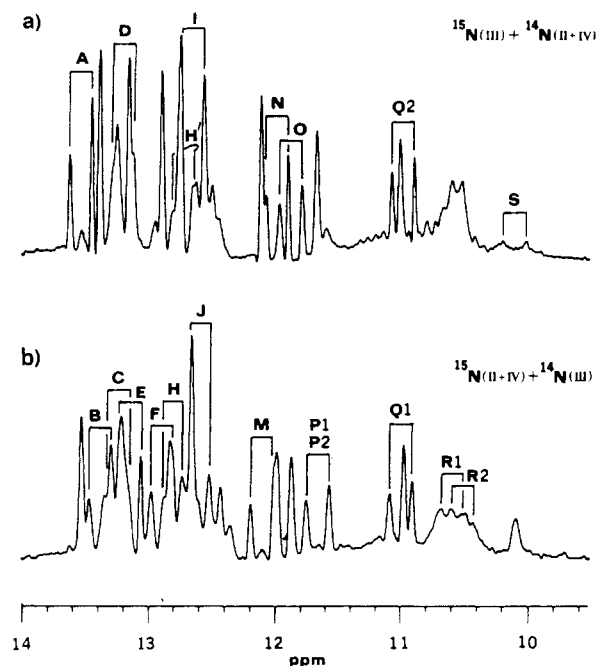 a)
¹⁵N(III) + ¹⁴N(II+IV)
I
D
A
H'
N
O
Q2
S
b)
¹⁵N(II+IV) + ¹⁴N(III)
J
C
E
H
B
F
M
P1
P2
Q1
R1
R2
14 13 12 11 10
ppm